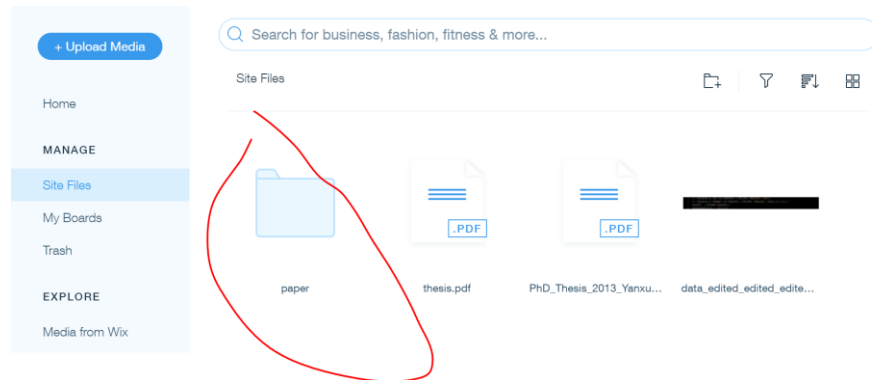 + Upload Media
Search for business, fashion, fitness & more...
Site Files
Home
MANAGE
Site Files
My Boards
Trash
EXPLORE
Media from Wix
.PDF
.PDF
paper
thesis.pdf
PhD_Thesis_2013_Yanxu...
data_edited_edited_edite...